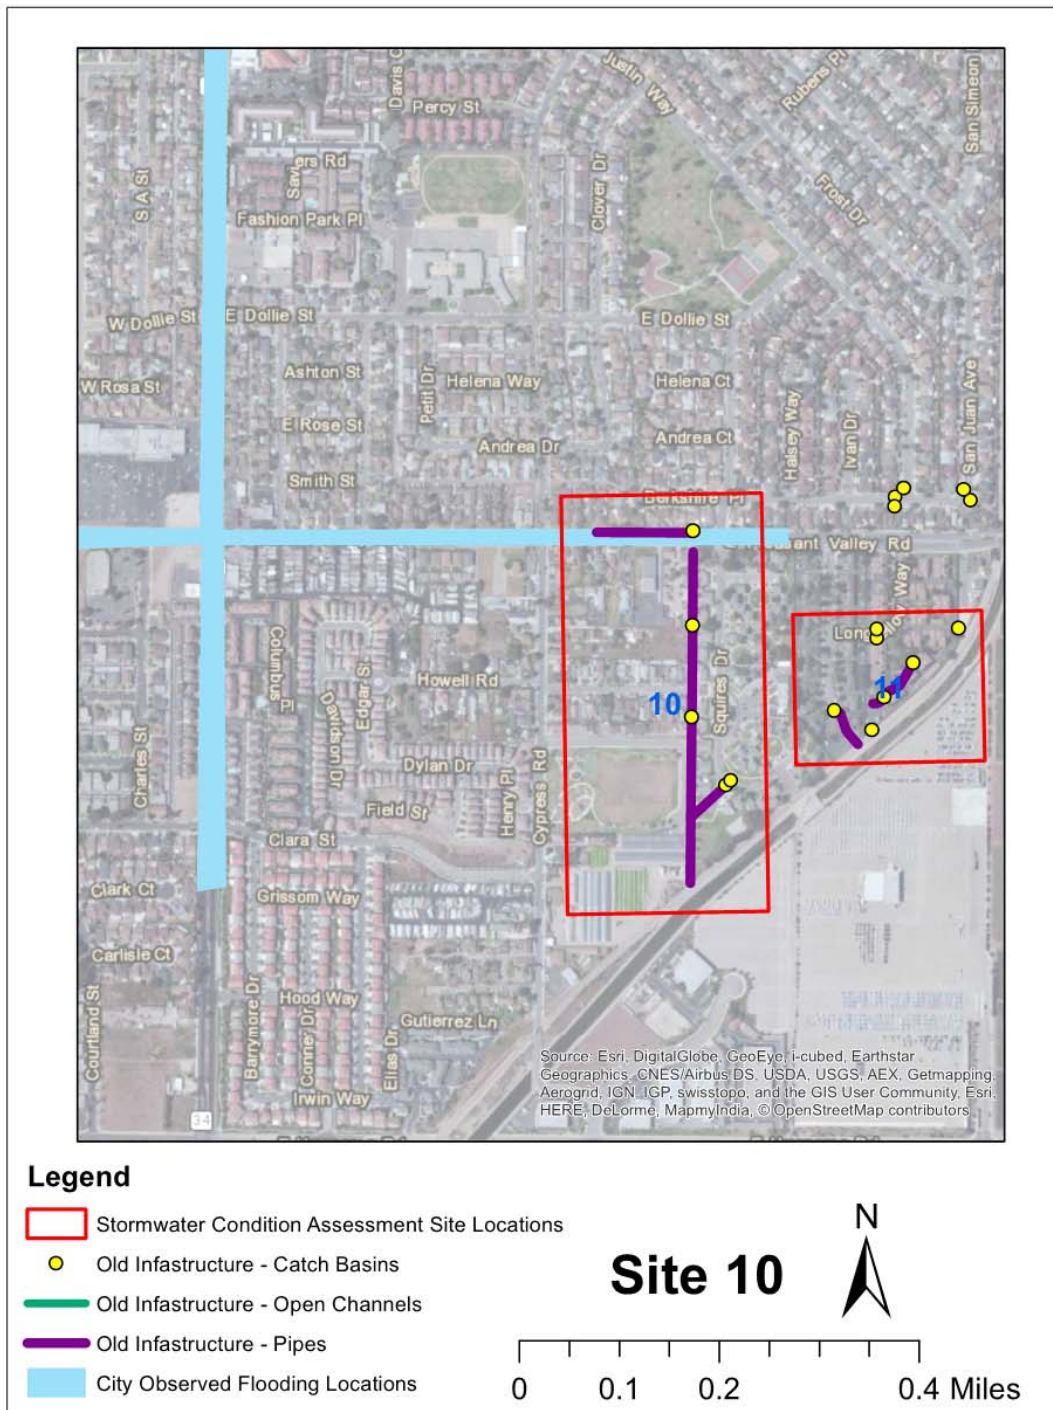 Davis C
Percy St
Justin Way
Rubens Pl
San Simeon
S A St
Saviers Rd
Clover Dr
Frost Dr
Fashion Park Pl
W Dollie St
E Dollie St
E Dollie St
W Rosa St
Ashton St
Petit Dr
Helena Way
Helena Ct
Halsey Way
Ivan Dr
San Juan Ave
E Rose St
Andrea Dr
Andrea Ct
Smith St
Berkshire Pl
Valley Rd
Columbus Pl
Edgar St
Davidson Dr
Howell Rd
10
Squires Dr
11
Charles St
Dylan Dr
Henry Pl
Cypress Rd
Field St
Clara St
Clark Ct
Grissom Way
Carlisle Ct
Courtland St
Barrymore Dr
Hood Way
Conner Dr
Elias Dr
Gutierrez Ln
Irwin Way
34
Source: Esri, DigitalGlobe, GeoEye, i-cubed, Earthstar
Geographics, CNES/Airbus DS, USDA, USGS, AEX, Getmapping,
Aerogrid, IGN, IGP, swisstopo, and the GIS User Community, Esri,
HERE, DeLorme, MapmyIndia, © OpenStreetMap contributors
Legend
Stormwater Condition Assessment Site Locations
Old Infastructure - Catch Basins
Old Infastructure - Open Channels
Old Infastructure - Pipes
City Observed Flooding Locations
Site 10
N
0 0.1 0.2 0.4 Miles